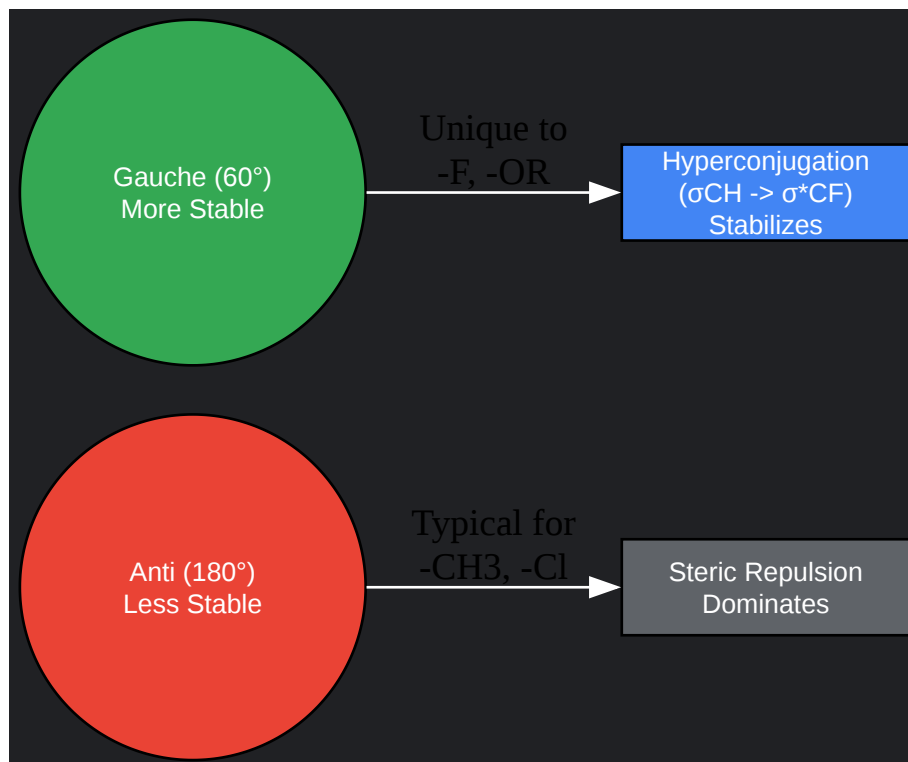 Gauche (60°)
More Stable
Unique to
-F, -OR
Hyperconjugation
(σCH -> σ*CF)
Stabilizes
Anti (180°)
Less Stable
Typical for
-CH3, -Cl
Steric Repulsion
Dominates